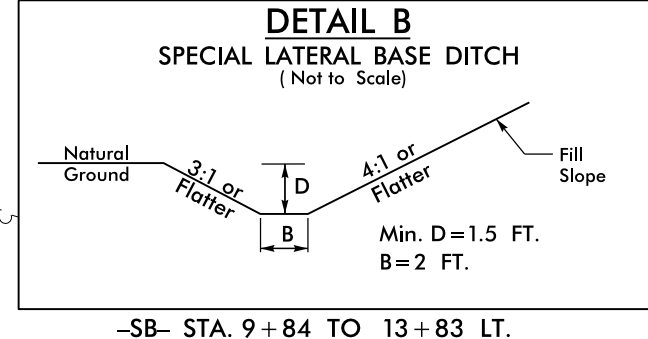 DETAIL B
SPECIAL LATERAL BASE DITCH
( Not to Scale)
Natural
Ground
3:1 or
Flatter
D
B
4:1 or
Flatter
Fill
Slope
Min. D=1.5 FT.
B=2 FT.
–SB– STA. 9+84 TO 13+83 LT.